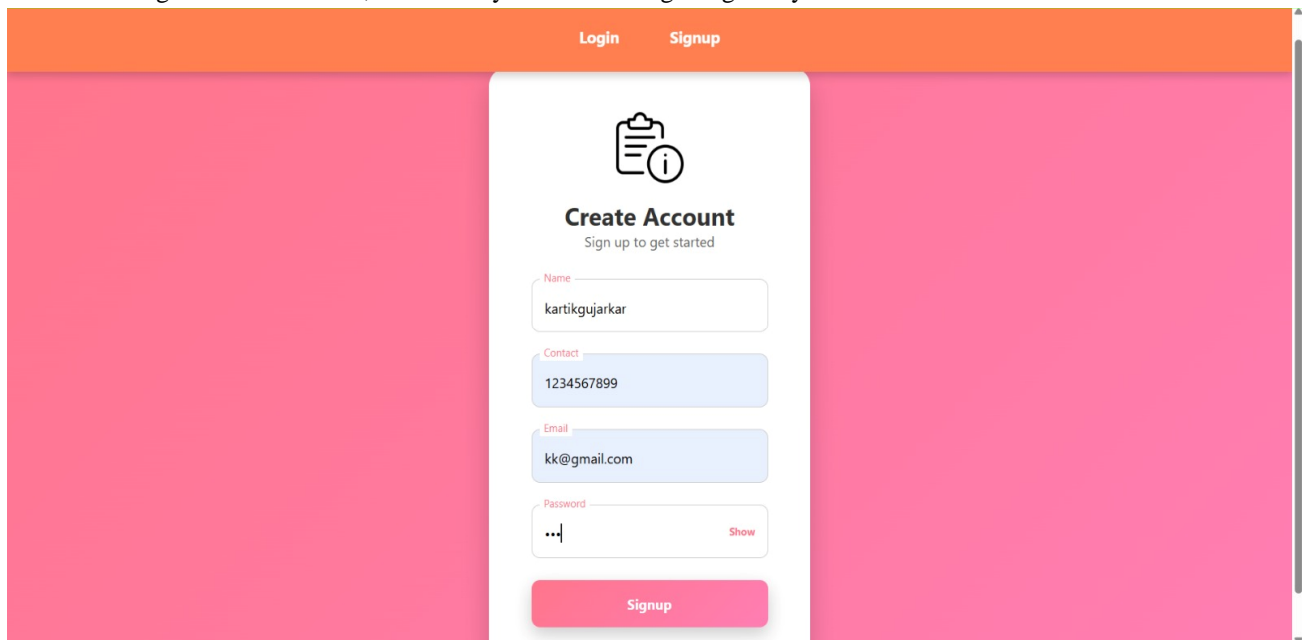 Login Signup
i
Create Account
Sign up to get started
Name
kartikgujarkar
Contact
1234567899
Email
kk@gmail.com
Password
••• Show
Signup